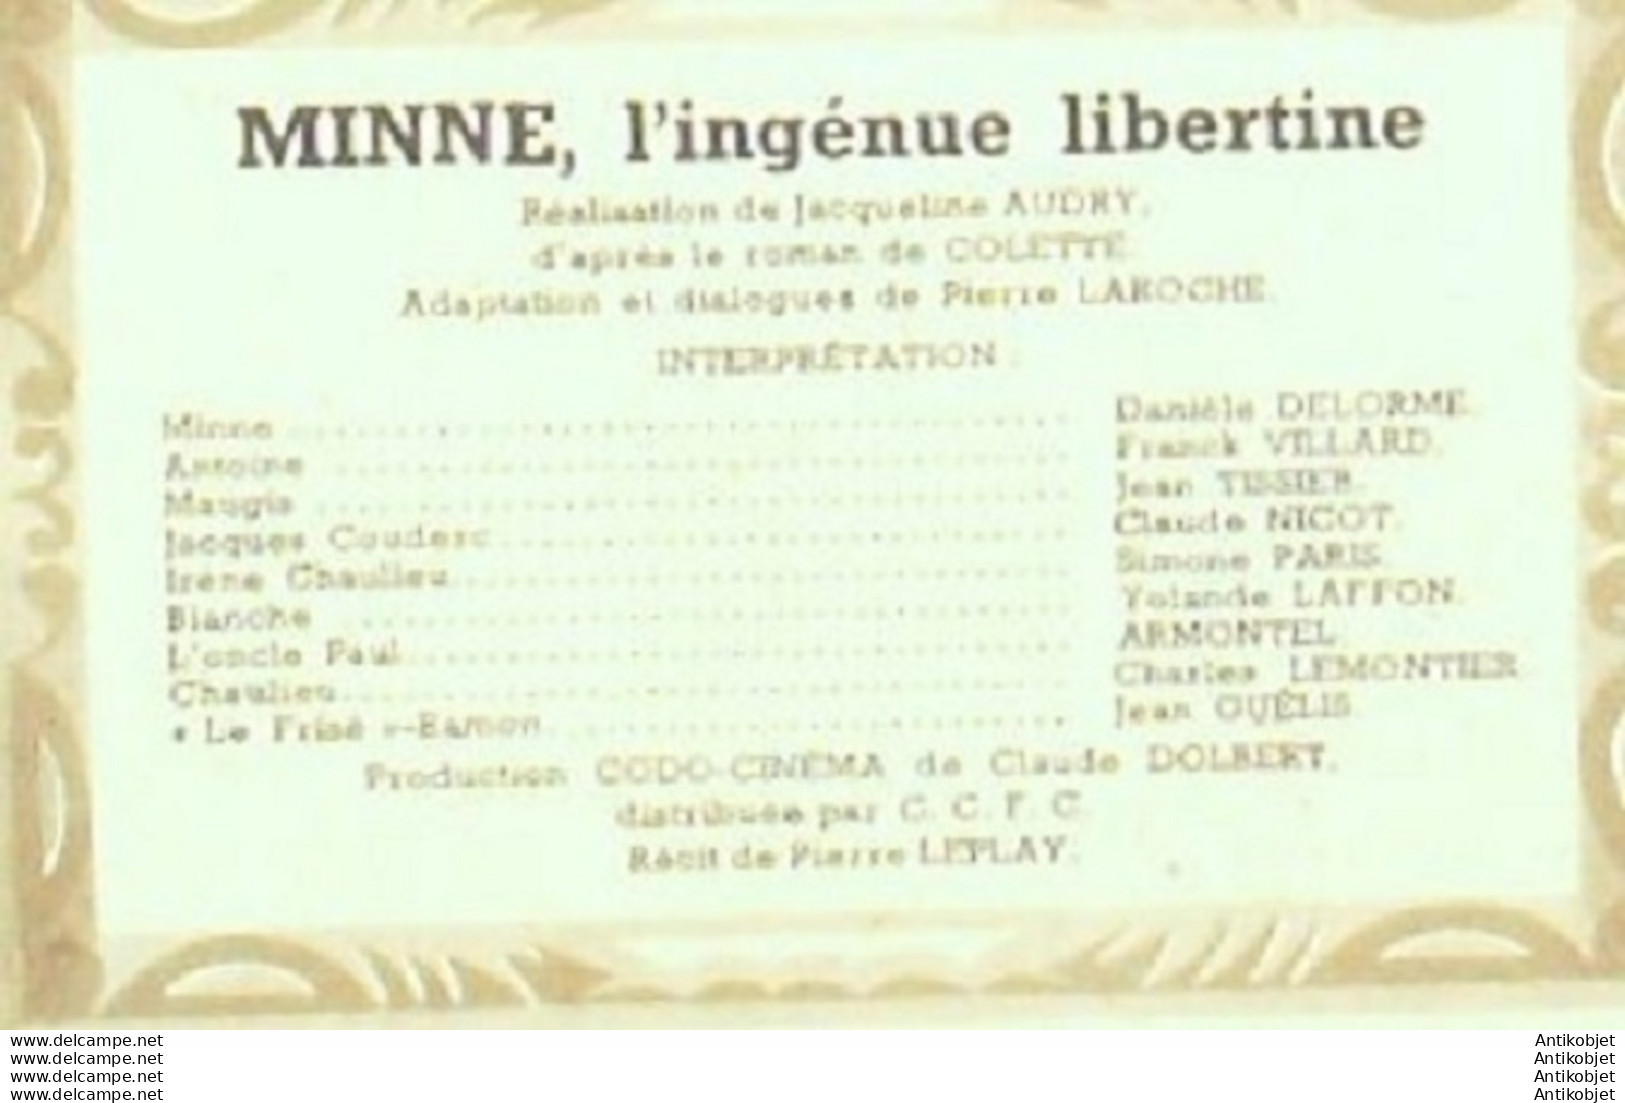 MINNE, l'ingénue libertine
Réalisation de Jacqueline AUDRY,
d'après le roman de COLETTE.
Adaptation et dialogues de Pierre LAROCHE.
INTERPRÉTATION :
Minne .......... Danièle DELORME.
Antoine .......... Franck VILLARD.
Maugis .......... Jean TISSIER.
Jacques Couderc .......... Claude NICOT.
Irène Chaulieu .......... Simone PARIS.
Blanche .......... Yolande LAFFON.
L'oncle Paul .......... ARMONTEL.
Chaulieu .......... Charles LEMONTIER.
« Le Frisé »-Ramon .......... Jean GUÉLIS.
Production CODO-CINÉMA de Claude DOLBERT,
distribuée par C. C. F. C.
Récit de Pierre LEPLAY.
www.delcampe.net Antikobjet
www.delcampe.net Antikobjet
www.delcampe.net Antikobjet
www.delcampe.net Antikobjet